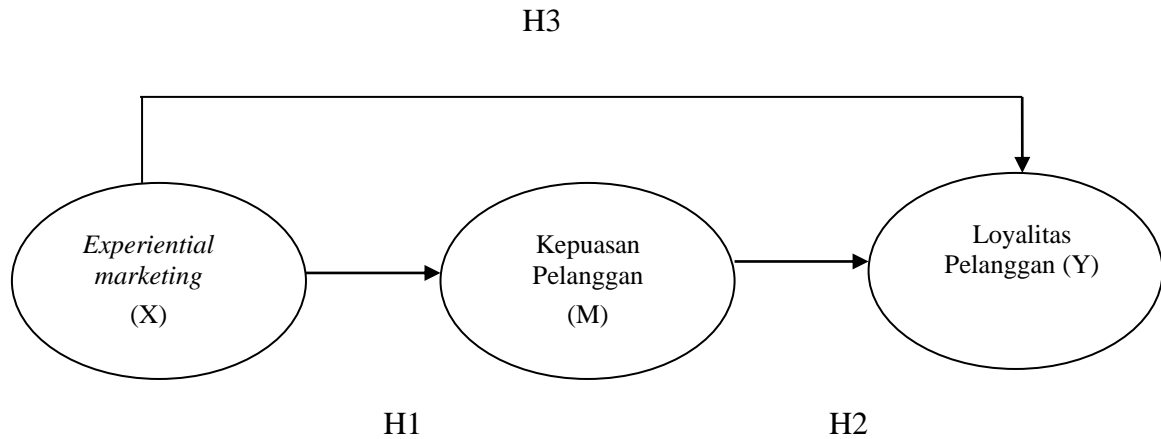 H3
Experiential
marketing
(X)
Kepuasan
Pelanggan
(M)
Loyalitas
Pelanggan (Y)
H1
H2